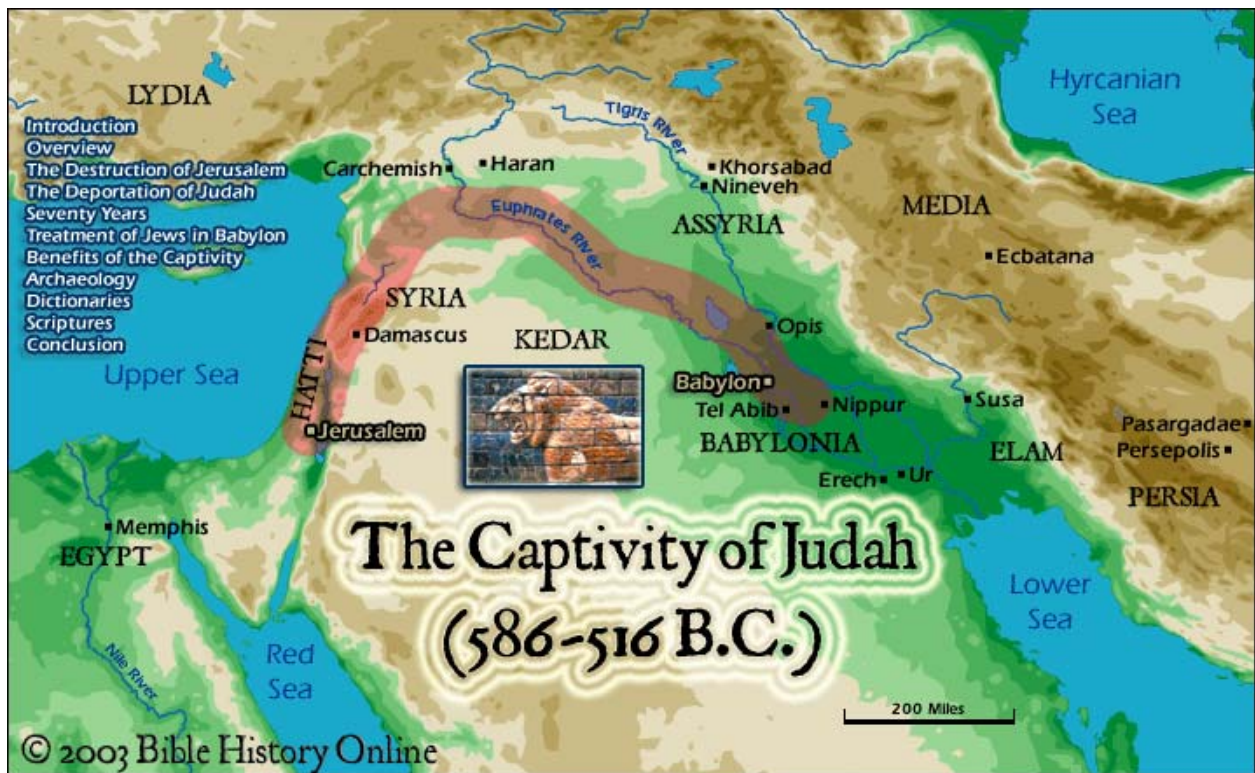 LYDIA
Hyrcanian
Sea
Introduction
Overview
The Destruction of Jerusalem
The Deportation of Judah
Seventy Years
Treatment of Jews in Babylon
Benefits of the Captivity
Archaeology
Dictionaries
Scriptures
Conclusion
Tigris River
Carchemish
Haran
Khorsabad
Nineveh
Euphrates River
ASSYRIA
MEDIA
Ecbatana
SYRIA
Damascus
KEDAR
Opis
Upper Sea
HATTI
Babylon
Tel Abib
Nippur
Susa
Jerusalem
BABYLONIA
ELAM
Pasargadae
Persepolis
Erech
Ur
PERSIA
Memphis
EGYPT
The Captivity of Judah
(586-516 B.C.)
Lower
Sea
Nile River
Red
Sea
200 Miles
© 2003 Bible History Online